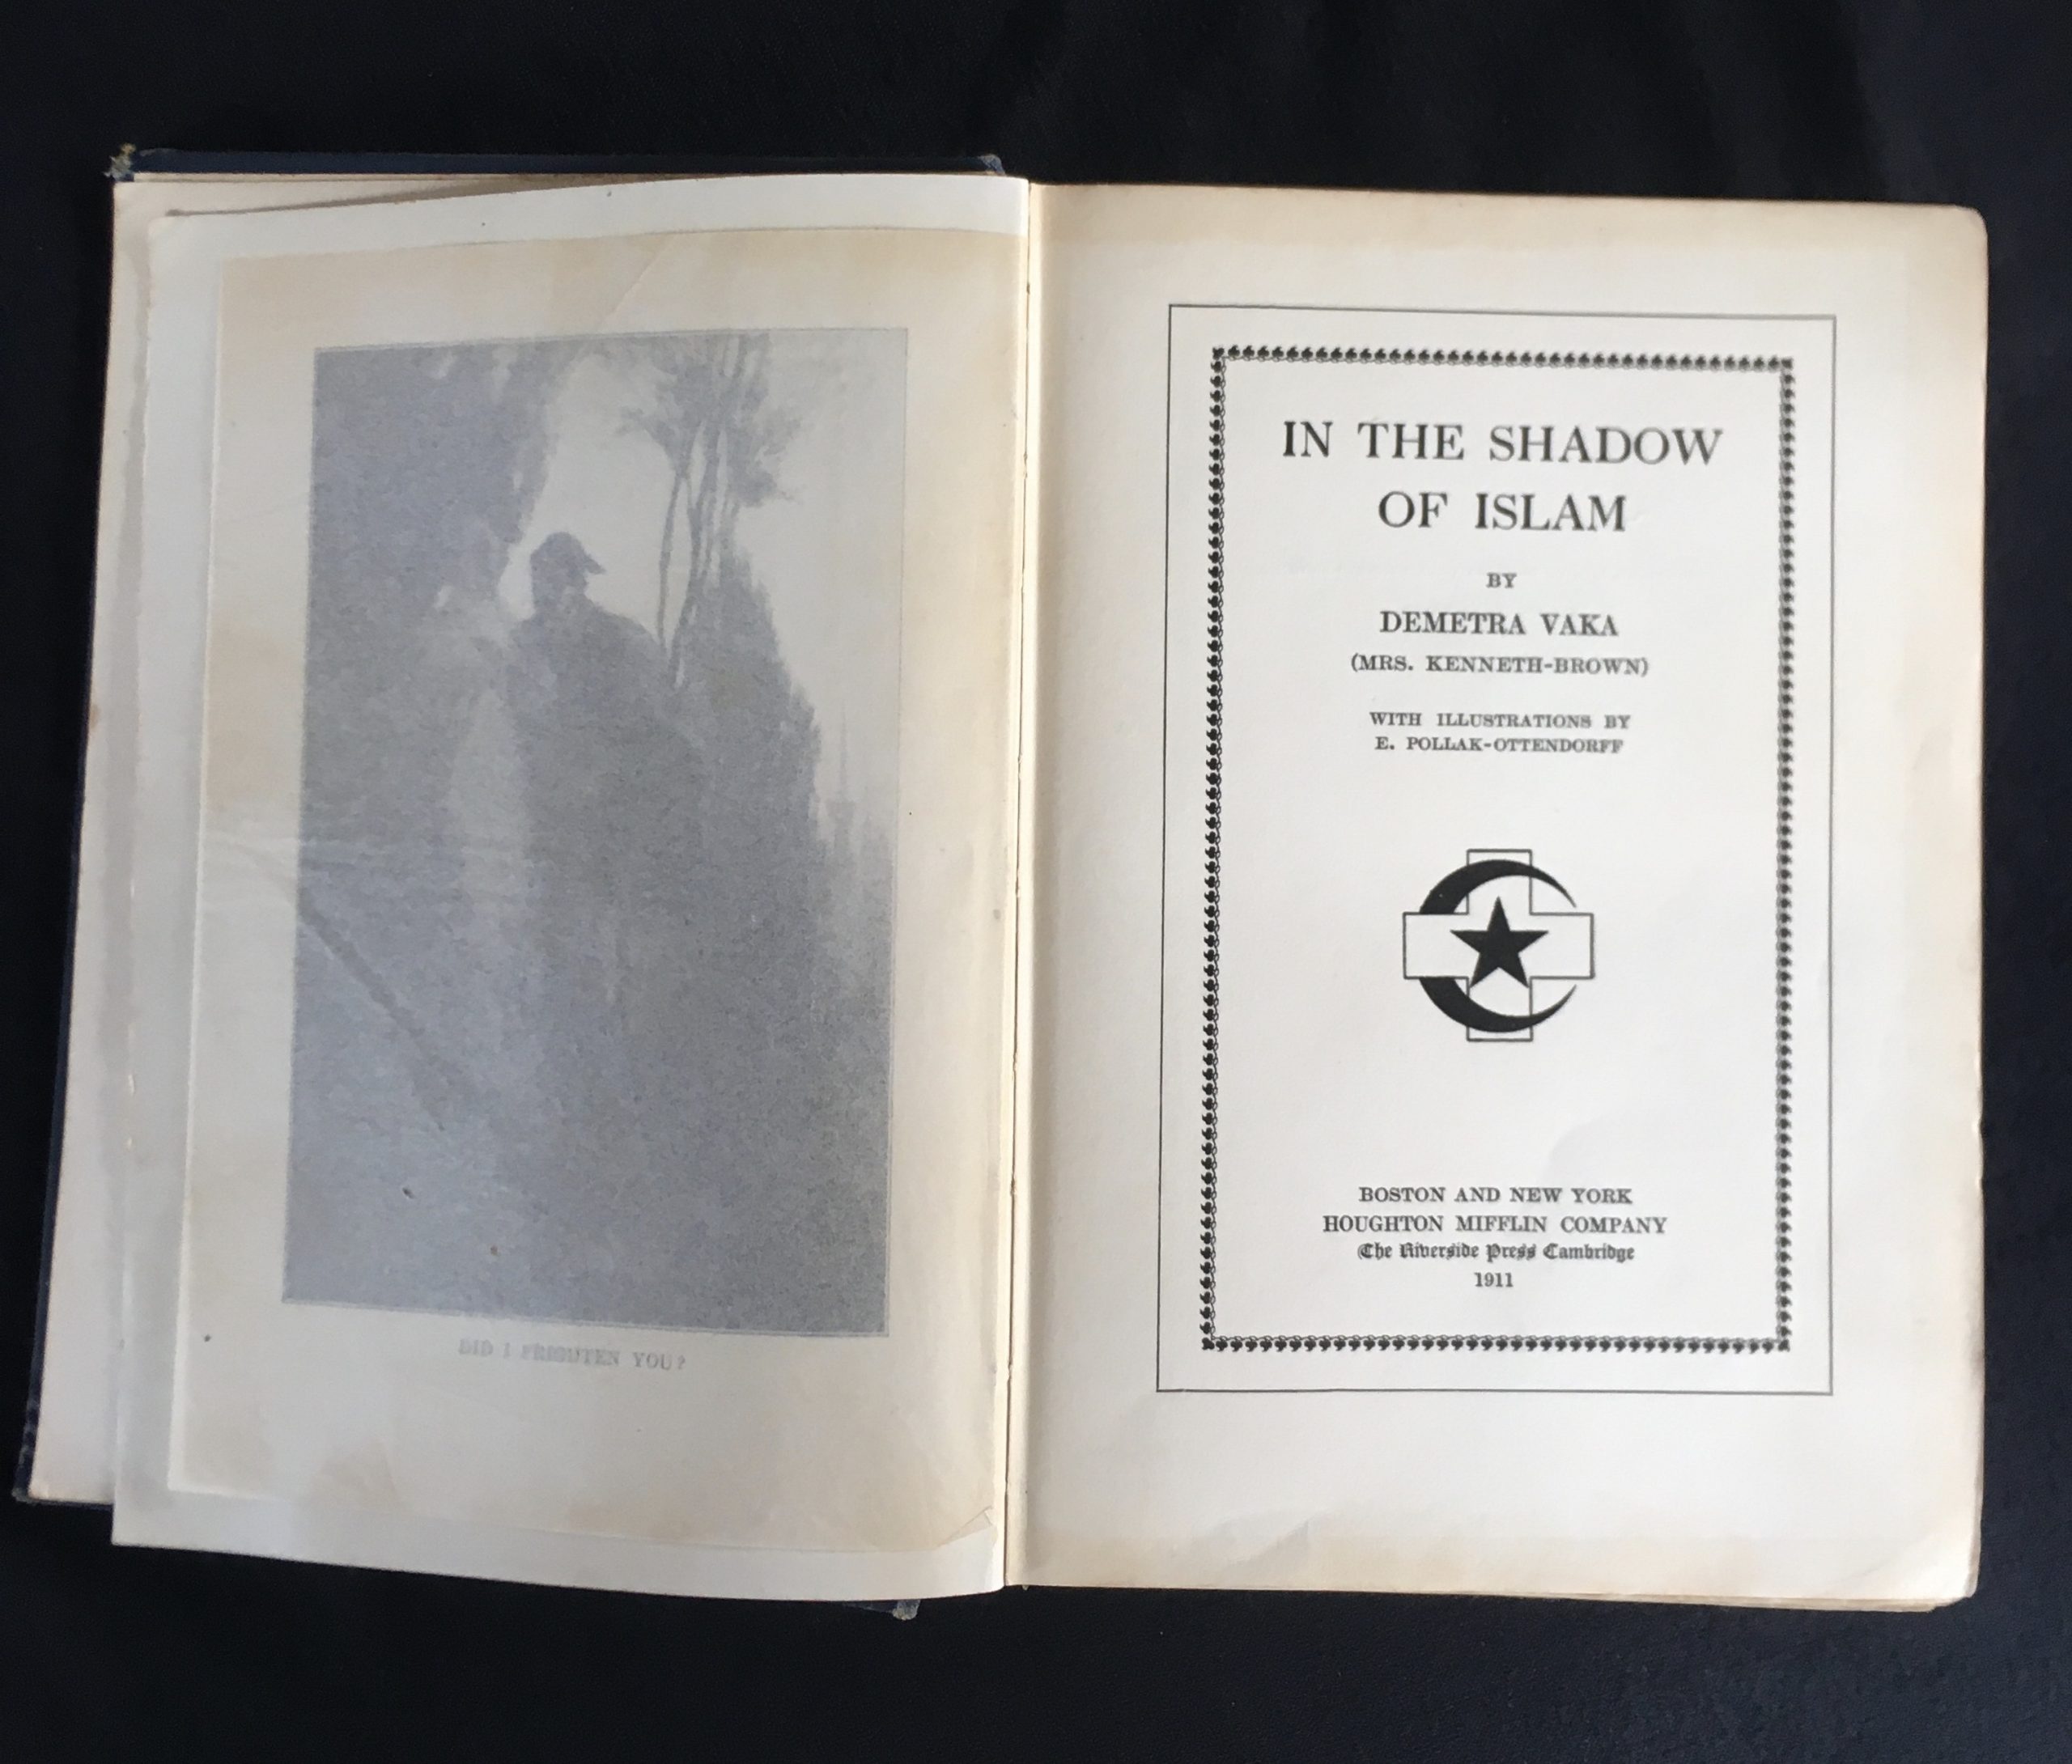 DID I FRIGHTEN YOU?
IN THE SHADOW
OF ISLAM
BY
DEMETRA VAKA
(MRS. KENNETH-BROWN)
WITH ILLUSTRATIONS BY
E. POLLAK-OTTENDORFF
BOSTON AND NEW YORK
HOUGHTON MIFFLIN COMPANY
The Riverside Press Cambridge
1911